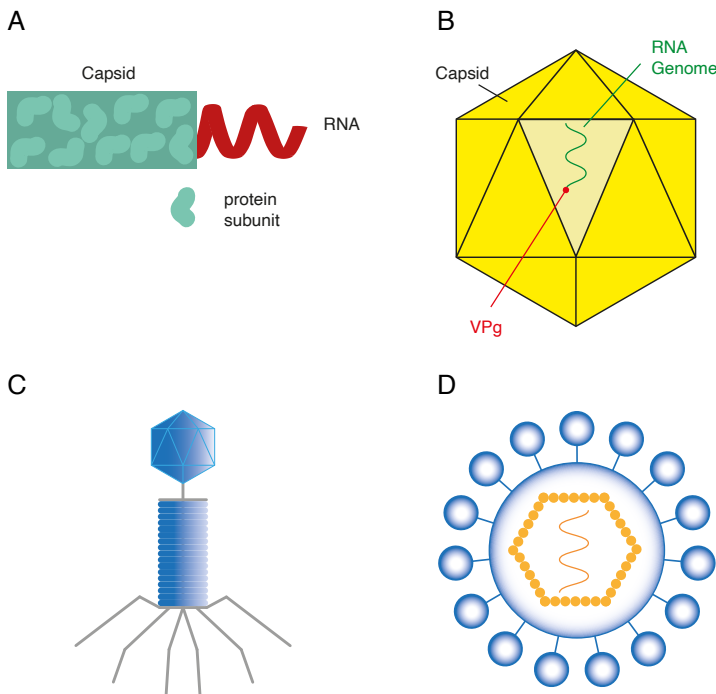 A
Capsid
RNA
protein
subunit
B
RNA
Genome
Capsid
VPg
C
D